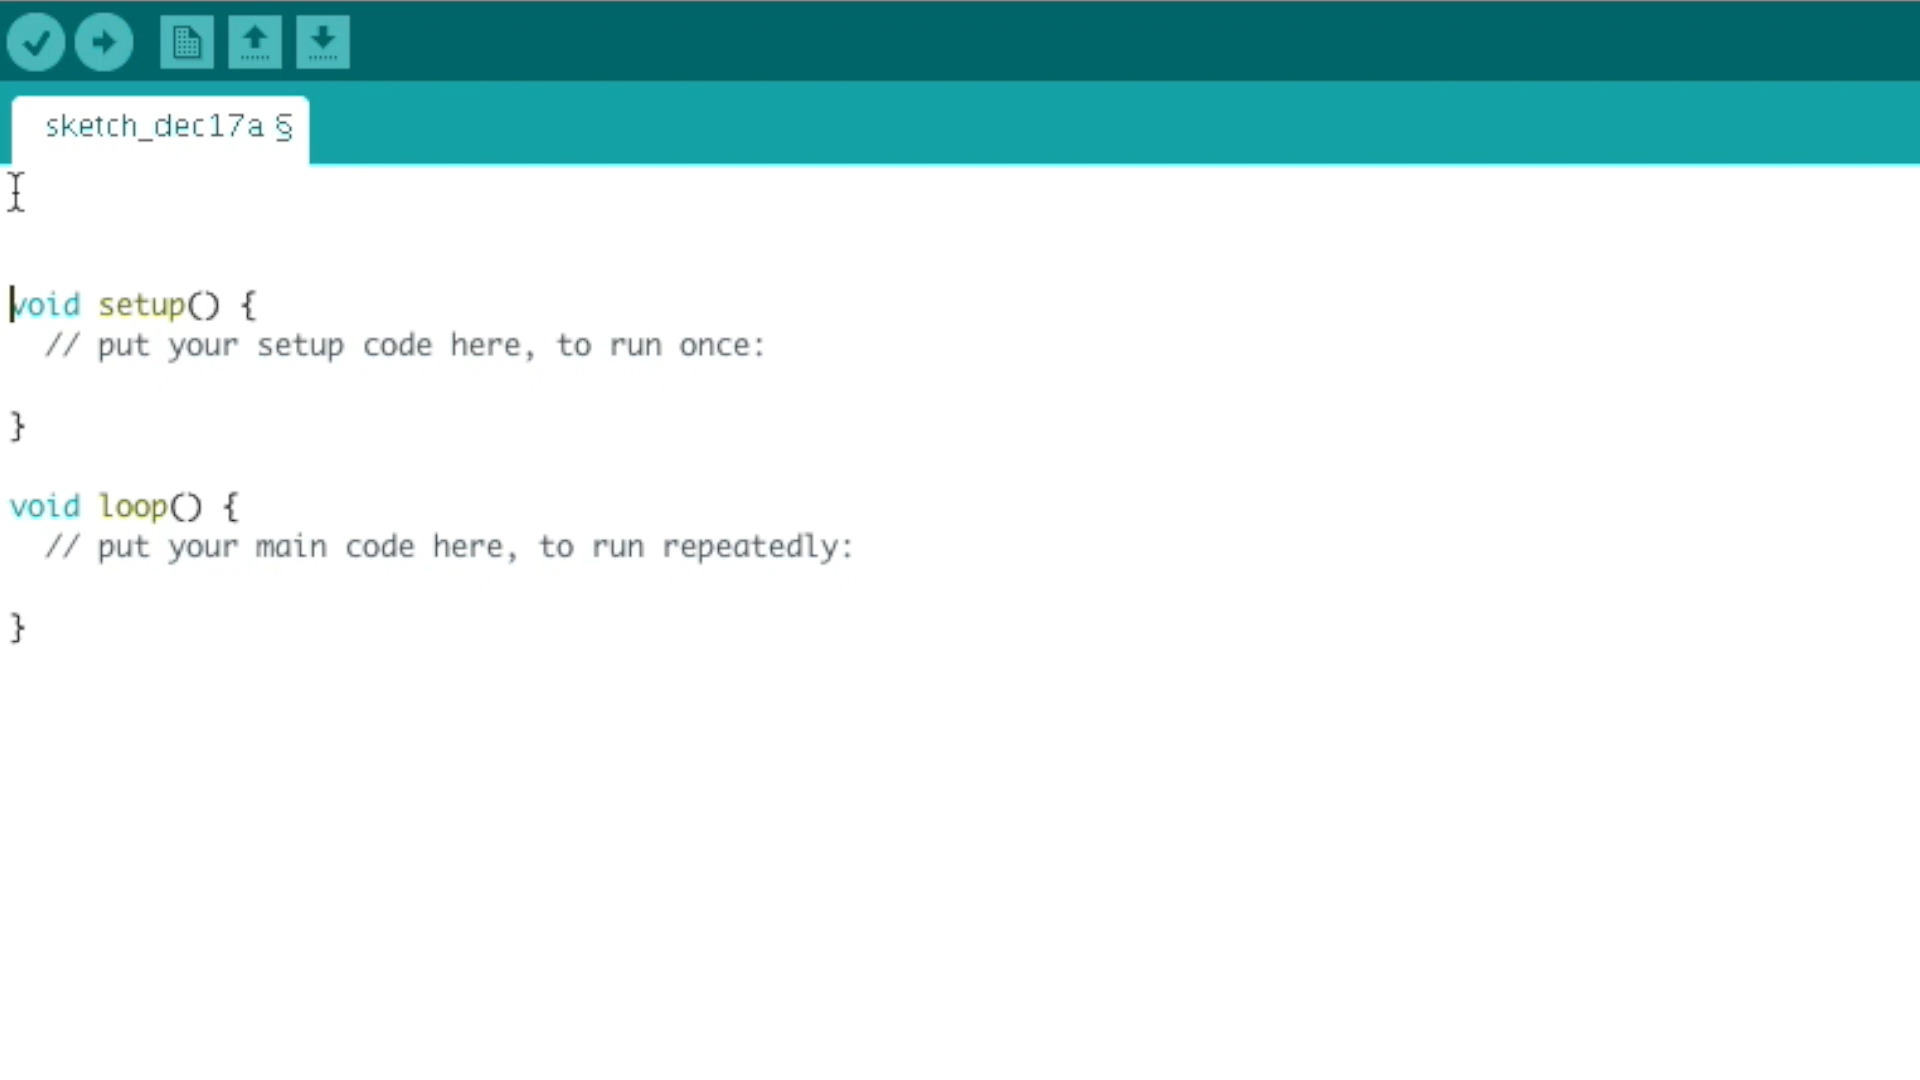 sketch_dec17a §
void setup() {
// put your setup code here, to run once:
}
void loop() {
// put your main code here, to run repeatedly:
}